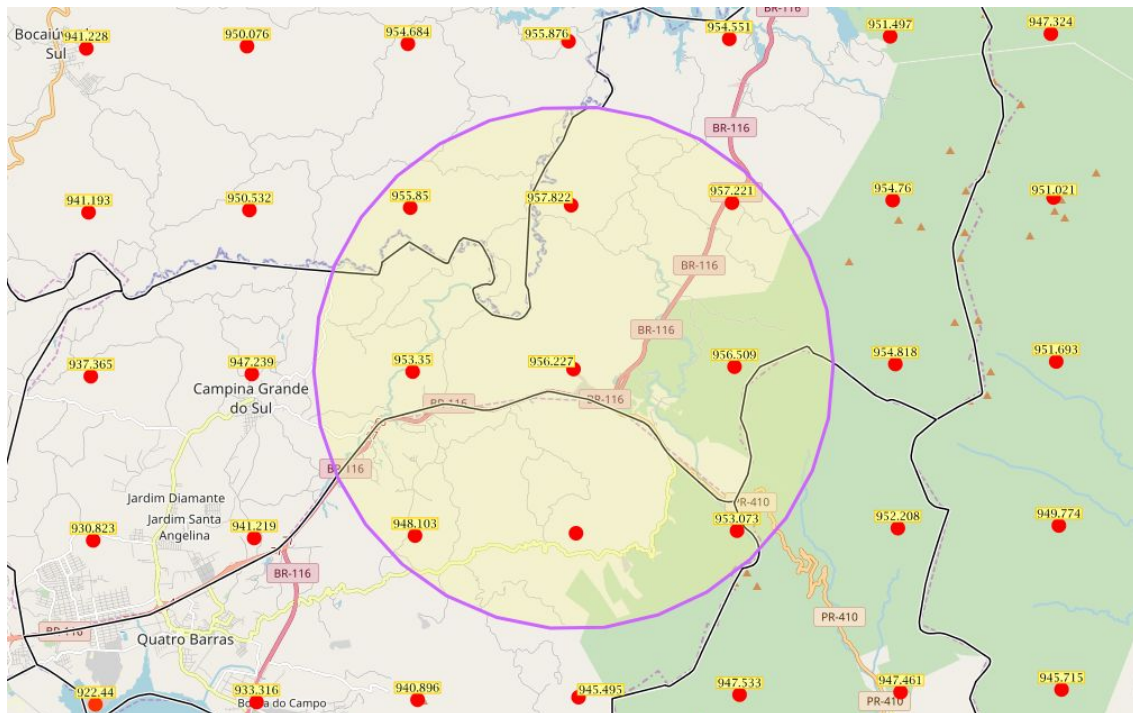 BR-116
941.228
950.076
954.684
955.876
954.551
951.497
947.324
Sul
BR-116
941.193
950.532
955.85
957.822
957.221
954.76
951.021
BR-116
BR-116
937.365
947.239
953.35
956.227
956.509
954.818
951.693
Campina Grande
do Sul
BR-116
BR-116
BR-116
Jardim Diamante
PR-410
Jardim Santa
Angelina
930.823
941.219
948.103
953.073
952.208
949.774
BR-116
PR-410
BR-116
Quatro Barras
922.44
933.316
940.896
945.495
947.533
947.461
945.715
do Campo
PR-410